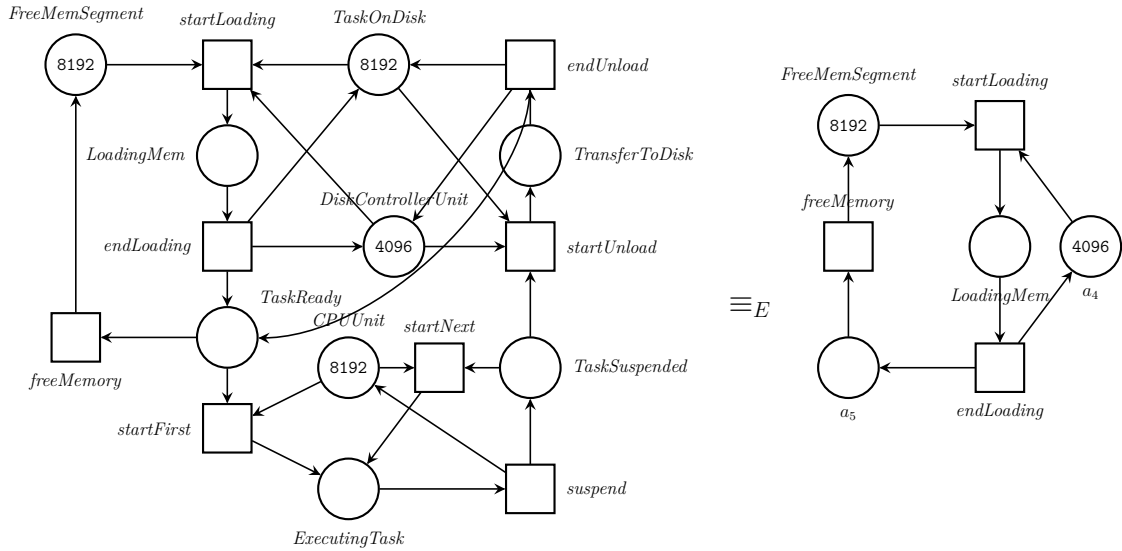 FreeMemSegment
startLoading
TaskOnDisk
8192
8192
endUnload
LoadingMem
TransferToDisk
DiskControllerUnit
endLoading
4096
startUnload
TaskReady
CPUUnit
startNext
freeMemory
8192
TaskSuspended
startFirst
suspend
ExecutingTask
≡E
FreeMemSegment
startLoading
8192
freeMemory
4096
LoadingMem
a4
a5
endLoading